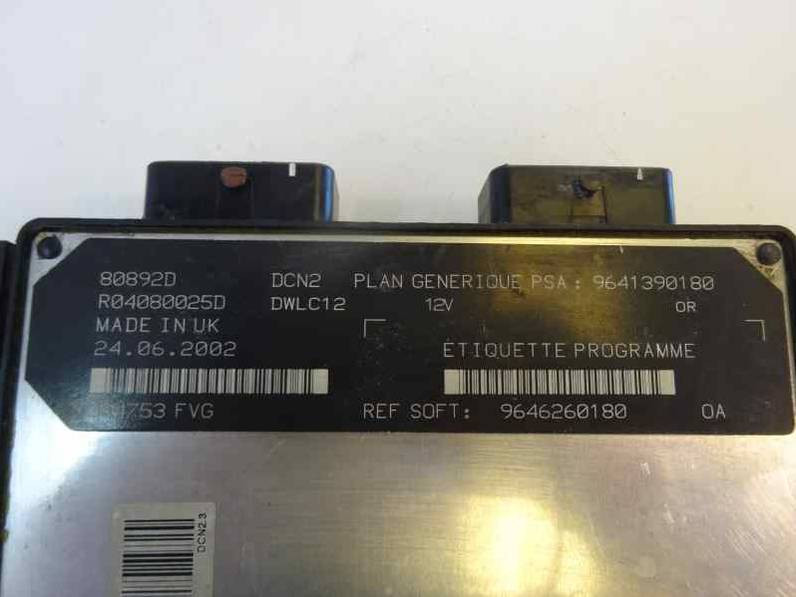 80892D DCN2 PLAN GENERIQUE PSA : 9641390180
R04080025D DWLC12 12V OR
MADE IN UK
24.06.2002 ETIQUETTE PROGRAMME
FVG REF SOFT : 9646260180 0A
DCN2.3